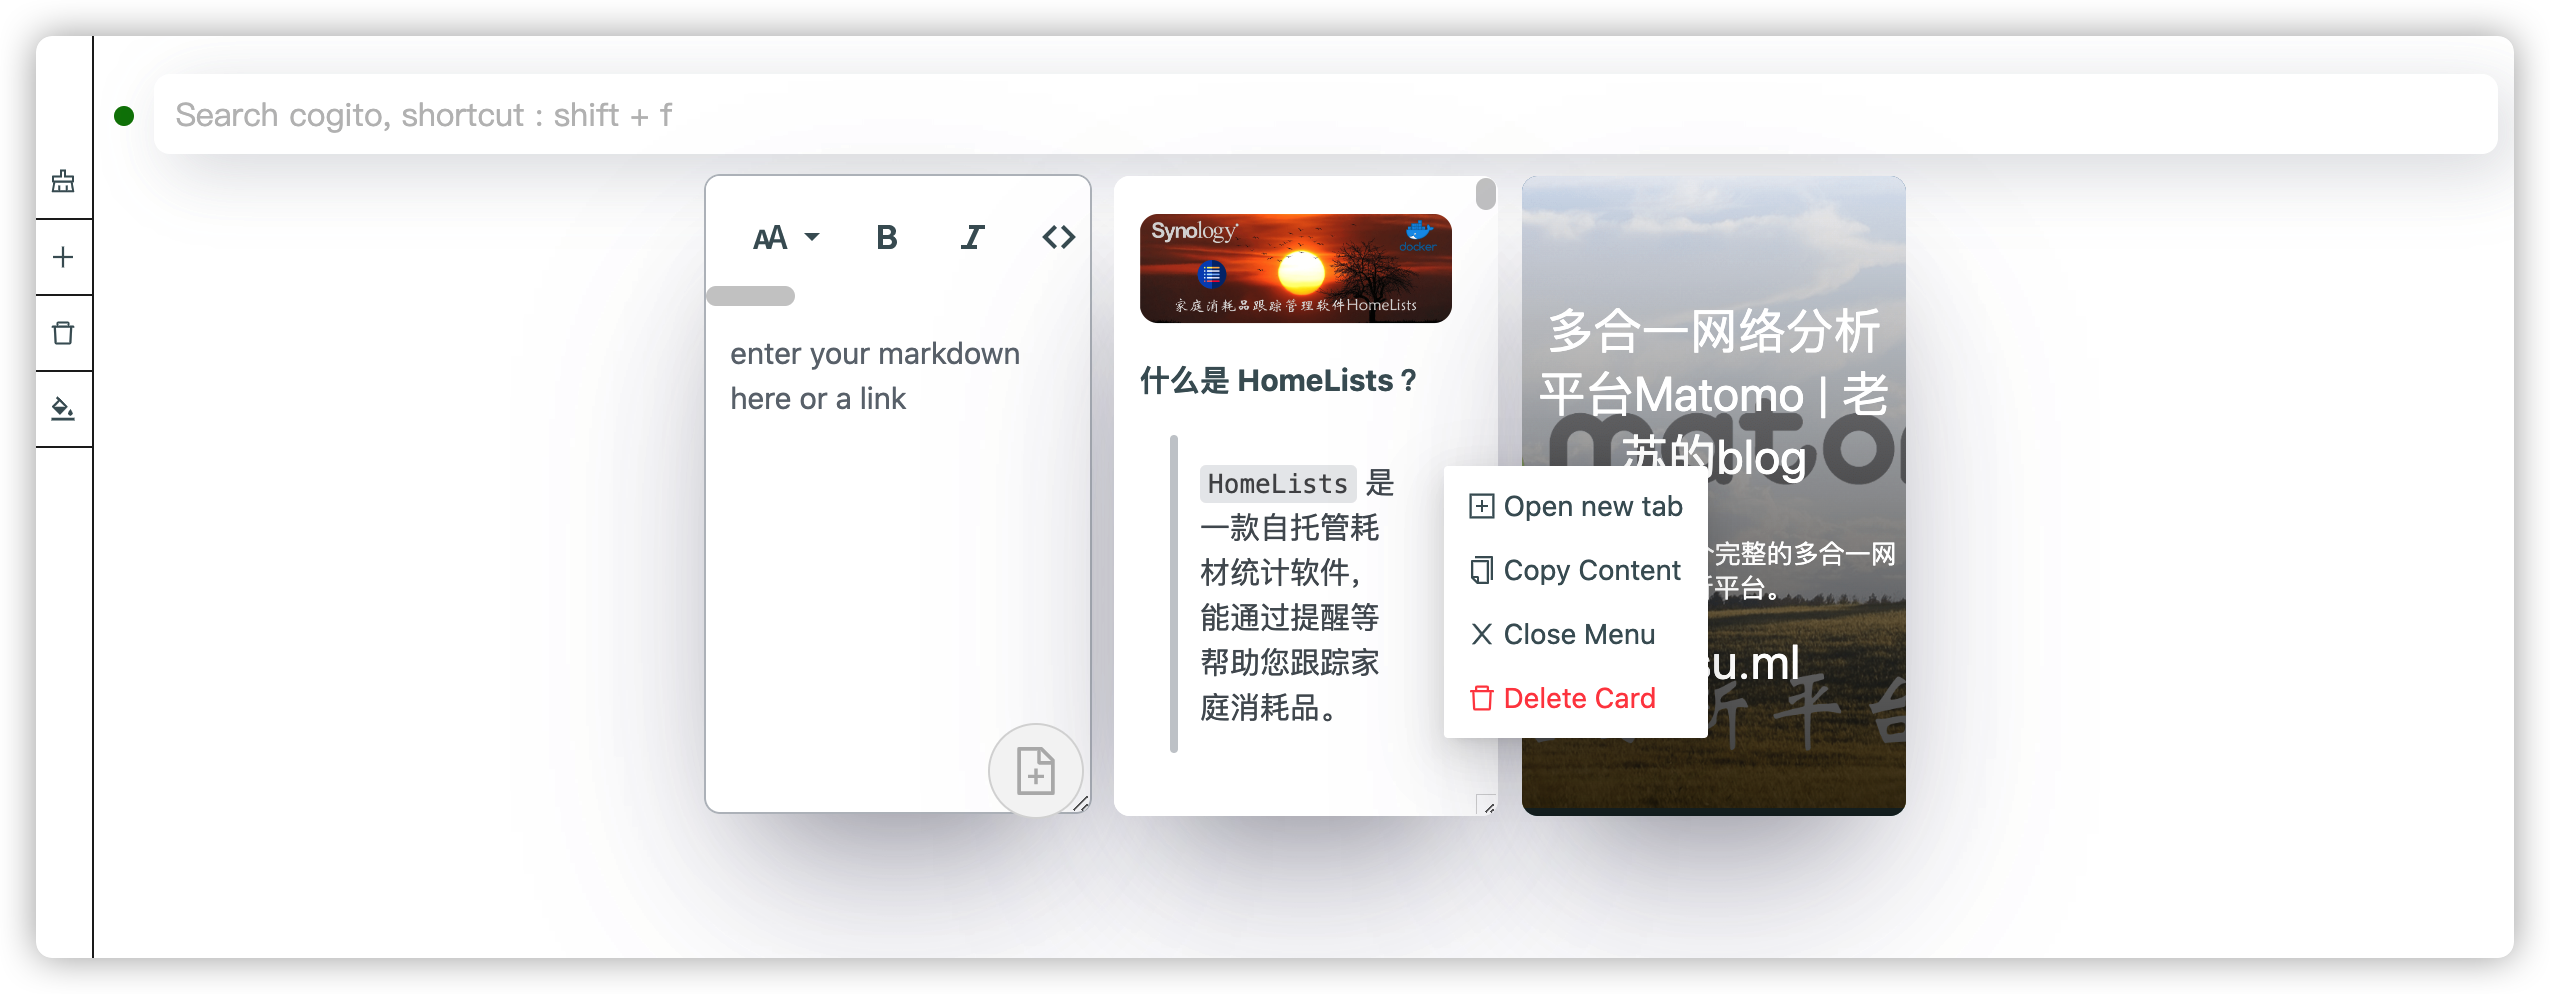 Search cogito, shortcut : shift + f
AA
B
I
<>
enter your markdown
here or a link
Synology
docker
家庭消耗品跟踪管理软件HomeLists
什么是 HomeLists ?
HomeLists 是
一款自托管耗
材统计软件，
能通过提醒等
帮助您跟踪家
庭消耗品。
多合一网络分析
平台Matomo | 老
苏的blog
完整的多合一网
平台。
su.ml
析平台
Open new tab
Copy Content
Close Menu
Delete Card